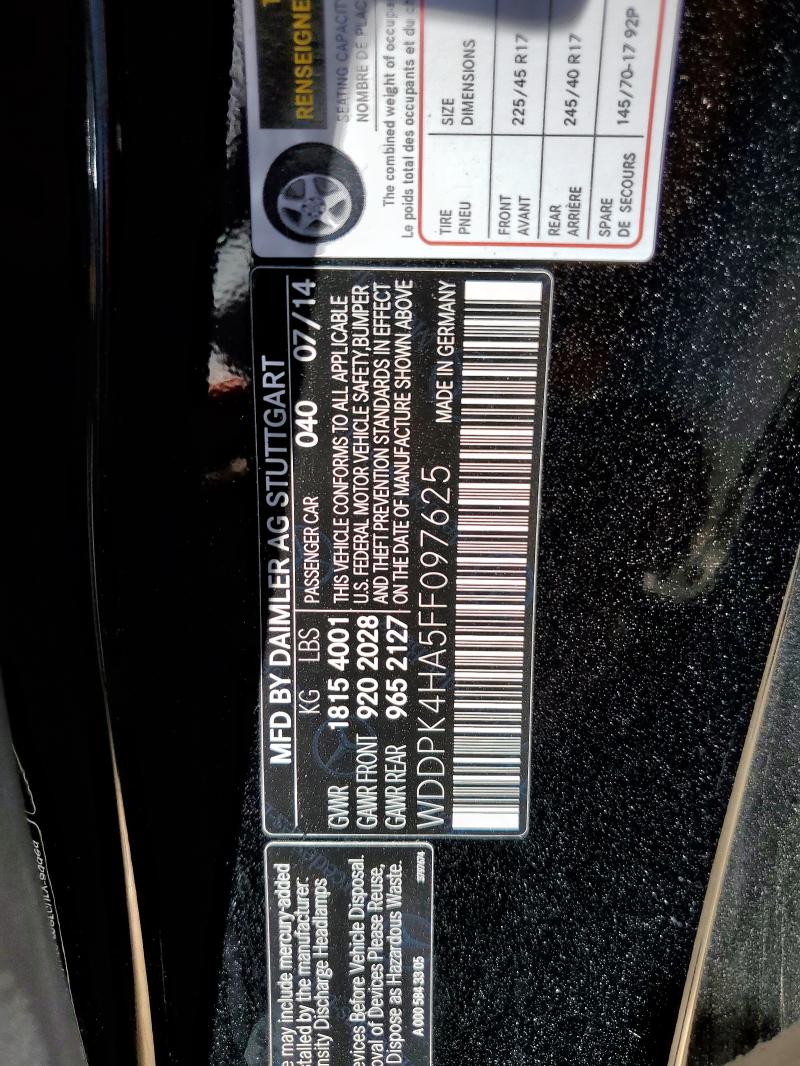 RENSEIGNE
SEATING CAPACITY
NOMBRE DE PLAC
The combined weight of occupa
Le poids total des occupants et du c
TIRE SIZE
PNEU DIMENSIONS
FRONT 225/45 R17
AVANT
REAR 245/40 R17
ARRIÈRE
SPARE 145/70-17 92P
DE SECOURS
MFD BY DAIMLER AG STUTTGART
KG LBS PASSENGER CAR 040 07/14
GWWR 1815 4001 THIS VEHICLE CONFORMS TO ALL APPLICABLE
GAWR FRONT 920 2028 U.S. FEDERAL MOTOR VEHICLE SAFETY,BUMPER
GAWR REAR 965 2127 AND THEFT PREVENTION STANDARDS IN EFFECT
ON THE DATE OF MANUFACTURE SHOWN ABOVE
WDDPK4HA5FF097625 MADE IN GERMANY
e may include mercury-added
talled by the manufacturer:
nsity Discharge Headlamps
evices Before Vehicle Disposal.
oval of Devices Please Reuse,
Dispose as Hazardous Waste.
A 000 584 33 05